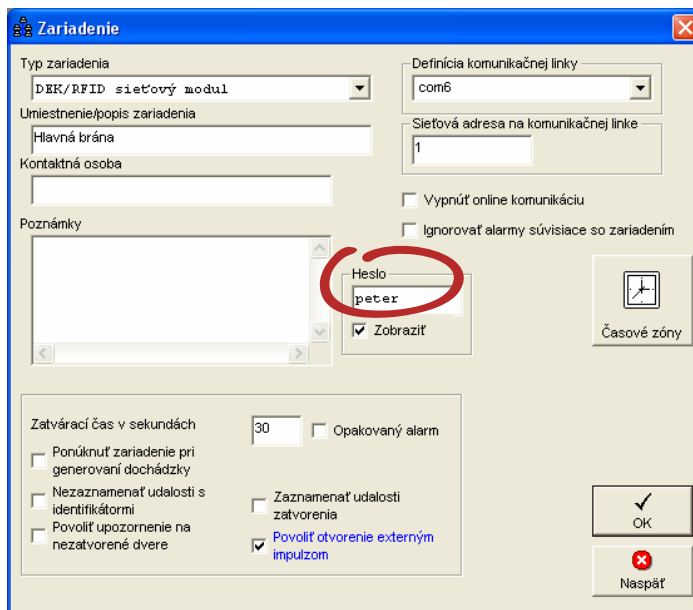 Zariadenie
Typ zariadenia
DEK/RFID sieťový modul
Umiestnenie/popis zariadenia
Hlavná brána
Kontaktná osoba
Poznámky
Definícia komunikačnej linky
com6
Sieťová adresa na komunikačnej linke
1
Vypnúť online komunikáciu
Ignorovať alarmy súvisiace so zariadením
Heslo
peter
Zobraziť
Časové zóny
Zatvárací čas v sekundách
30
Opakovaný alarm
Ponúknuť zariadenie pri
generovaní dochádzky
Nezaznamenať udalosti s
identifikátormi
Povoliť upozornenie na
nezatvorené dvere
Zaznamenať udalosti
zatvorenia
Povoliť otvorenie externým
impulzom
OK
Naspäť